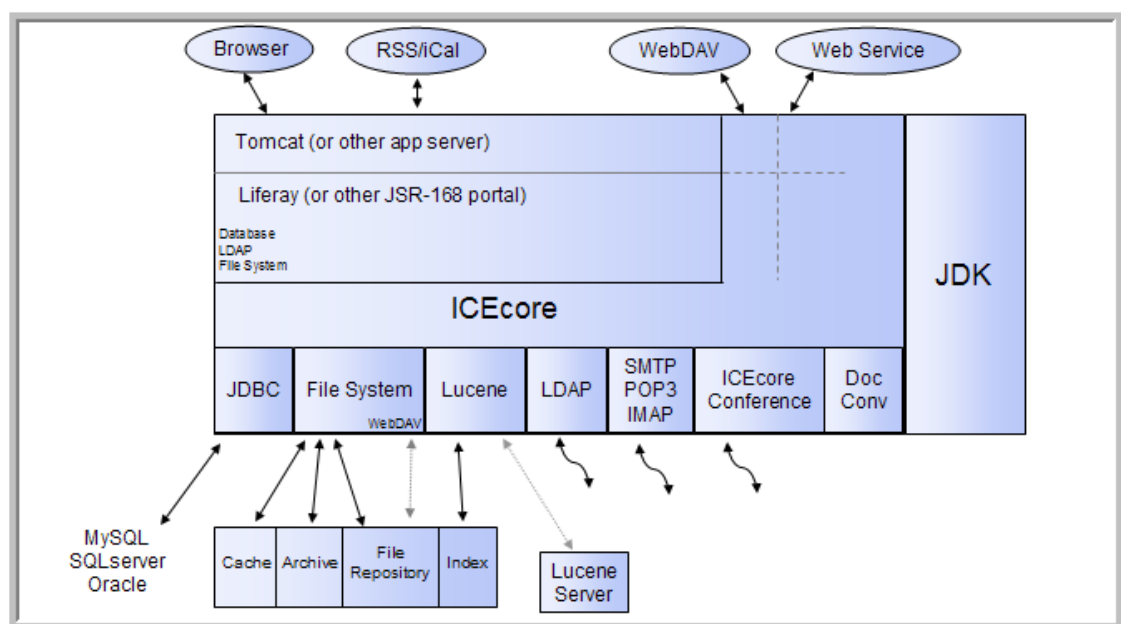 Browser
RSS/iCal
WebDAV
Web Service
Tomcat (or other app server)
Liferay (or other JSR-168 portal)
Database
LDAP
File System
ICEcore
JDK
JDBC
File System
WebDAV
Lucene
LDAP
SMTP
POP3
IMAP
ICEcore
Conference
Doc
Conv
MySQL
SQLserver
Oracle
Cache
Archive
File
Repository
Index
Lucene
Server